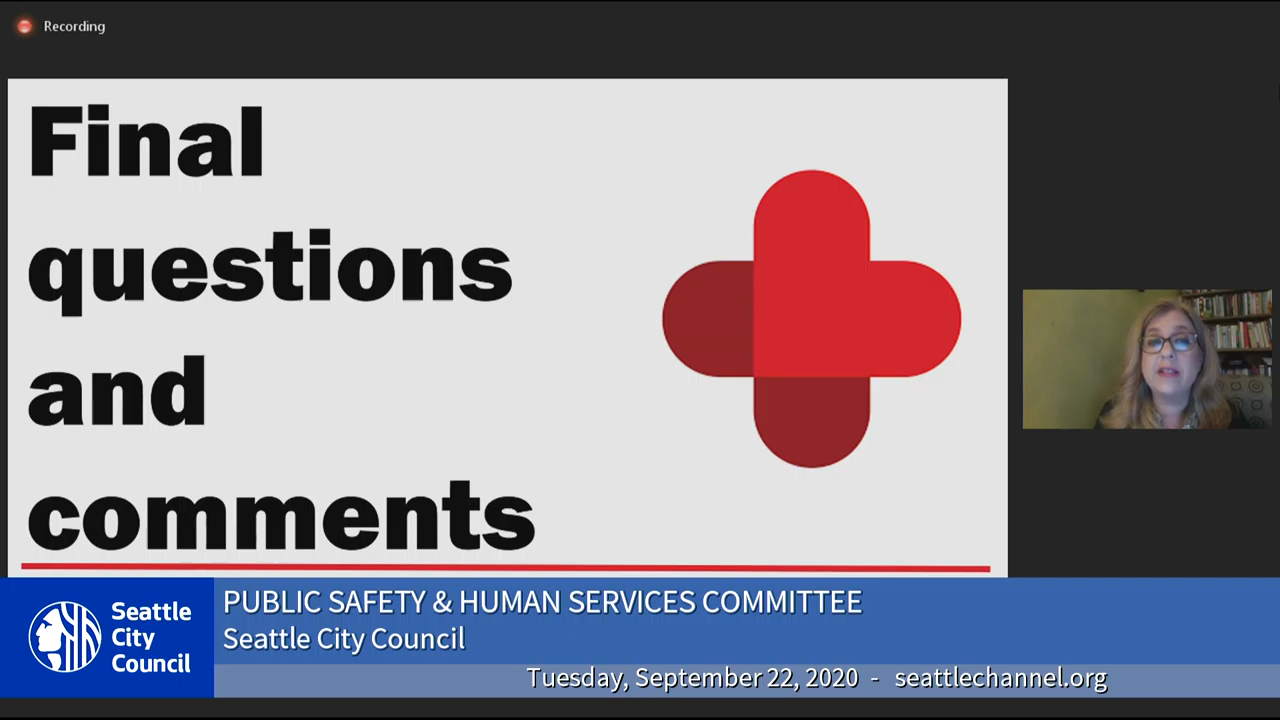 Recording
Final
questions
and
comments
Seattle
City
Council
PUBLIC SAFETY & HUMAN SERVICES COMMITTEE
Seattle City Council
Tuesday, September 22, 2020 - seattlechannel.org